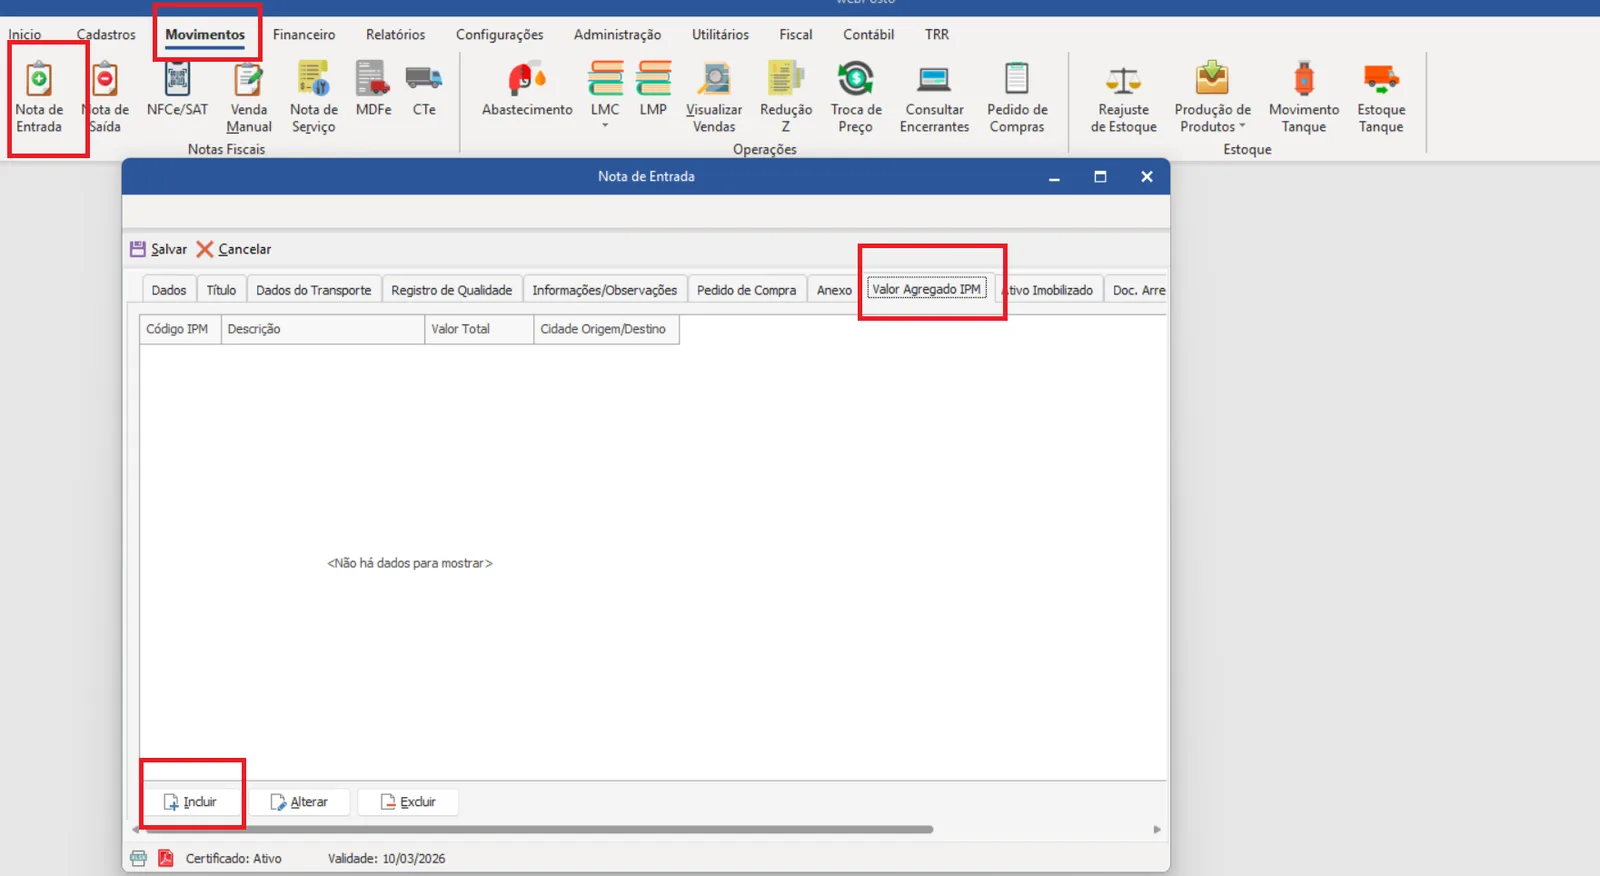 webPosto
Início Cadastros Movimentos Financeiro Relatórios Configurações Administração Utilitários Fiscal Contábil TRR
Nota de Entrada
Nota de Saída
NFCe/SAT
Venda Manual
Nota de Serviço
MDFe
CTe
Abastecimento
LMC
LMP
Visualizar Vendas
Redução Z
Troca de Preço
Consultar Encerrantes
Pedido de Compras
Reajuste de Estoque
Produção de Produtos
Movimento Tanque
Estoque Tanque
Notas Fiscais
Operações
Estoque
Nota de Entrada
Salvar Cancelar
Dados Título Dados do Transporte Registro de Qualidade Informações/Observações Pedido de Compra Anexo Valor Agregado IPM Ativo Imobilizado Doc. Arre
Código IPM Descrição Valor Total Cidade Origem/Destino
<Não há dados para mostrar>
Incluir Alterar Excluir
Certificado: Ativo Validade: 10/03/2026